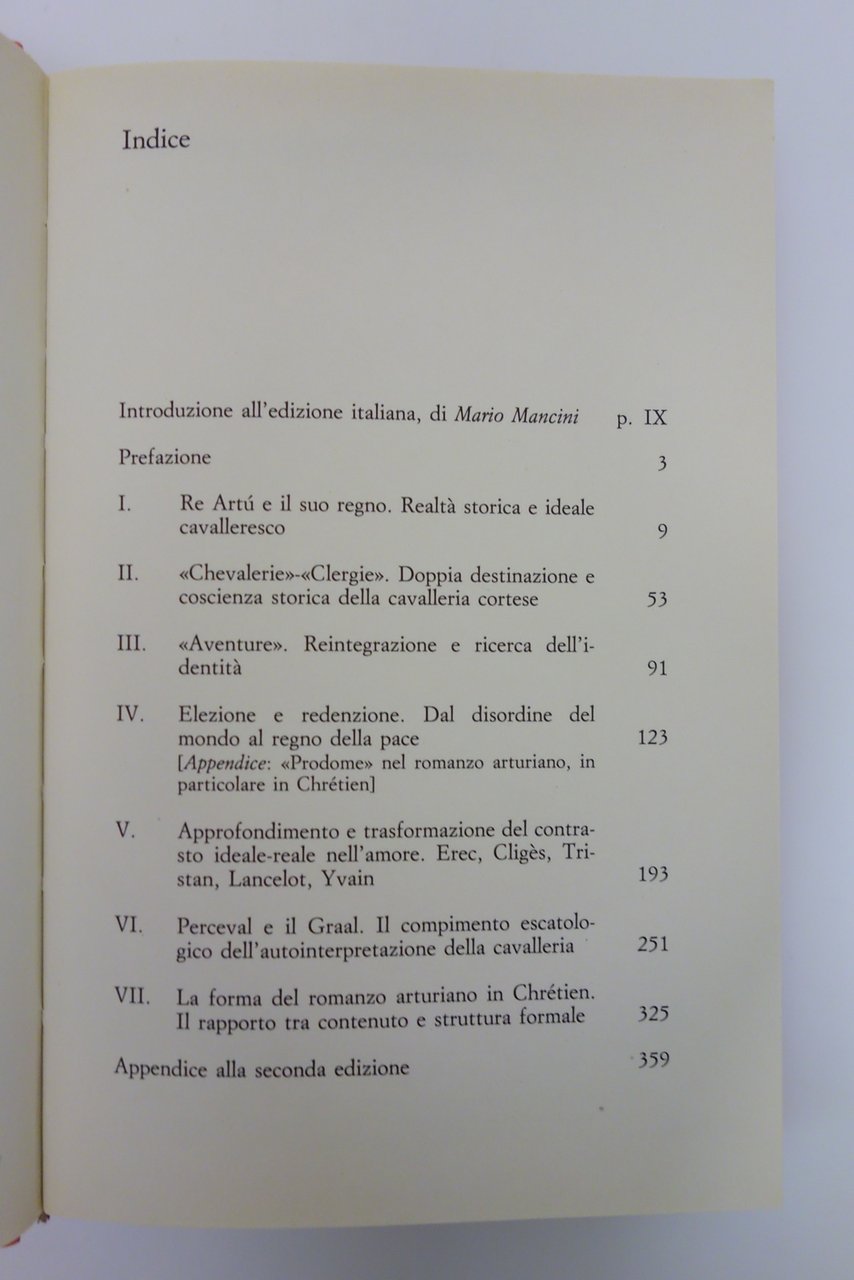 Indice
Introduzione all'edizione italiana, di Mario Mancini p. IX
Prefazione 3
I. Re Artú e il suo regno. Realtà storica e ideale
cavalleresco 9
II. «Chevalerie»-«Clergie». Doppia destinazione e
coscienza storica della cavalleria cortese 53
III. «Aventure». Reintegrazione e ricerca dell'i-
dentità 91
IV. Elezione e redenzione. Dal disordine del
mondo al regno della pace 123
[Appendice: «Prodome» nel romanzo arturiano, in
particolare in Chrétien]
V. Approfondimento e trasformazione del contra-
sto ideale-reale nell'amore. Erec, Cligès, Tri-
stan, Lancelot, Yvain 193
VI. Perceval e il Graal. Il compimento escatolo-
gico dell'autointerpretazione della cavalleria 251
VII. La forma del romanzo arturiano in Chrétien.
Il rapporto tra contenuto e struttura formale 325
Appendice alla seconda edizione 359